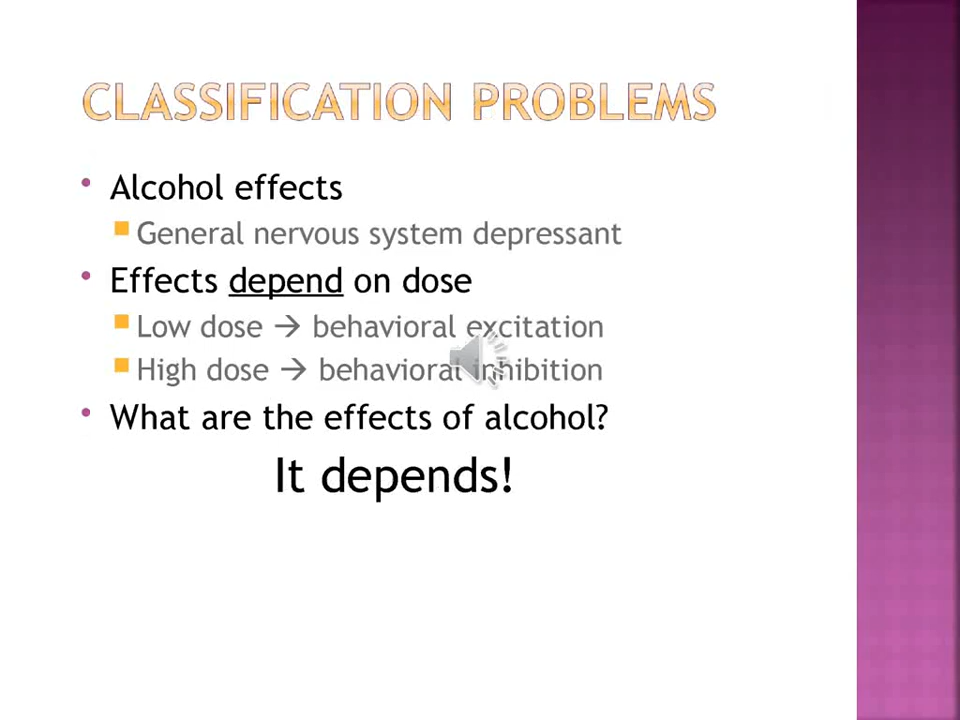 CLASSIFICATION PROBLEMS
• Alcohol effects
■ General nervous system depressant
• Effects depend on dose
■ Low dose → behavioral excitation
■ High dose → behavioral inhibition
• What are the effects of alcohol?
It depends!